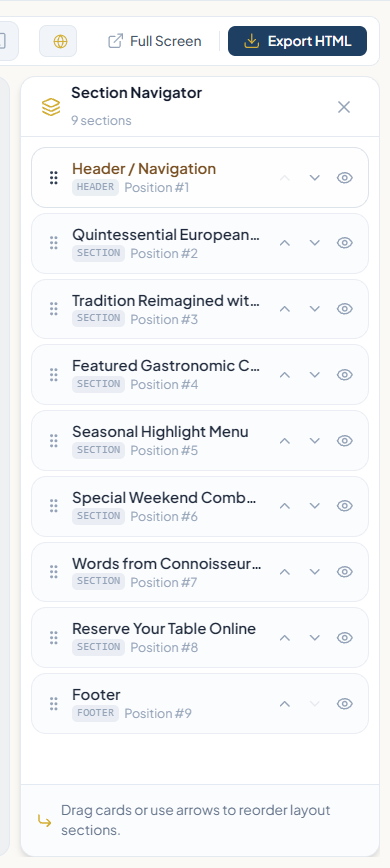 Full Screen
Export HTML
Section Navigator
9 sections
Header / Navigation
HEADER Position #1
Quintessential European...
SECTION Position #2
Tradition Reimagined wit...
SECTION Position #3
Featured Gastronomic C...
SECTION Position #4
Seasonal Highlight Menu
SECTION Position #5
Special Weekend Comb...
SECTION Position #6
Words from Connoisseur...
SECTION Position #7
Reserve Your Table Online
SECTION Position #8
Footer
FOOTER Position #9
Drag cards or use arrows to reorder layout
sections.